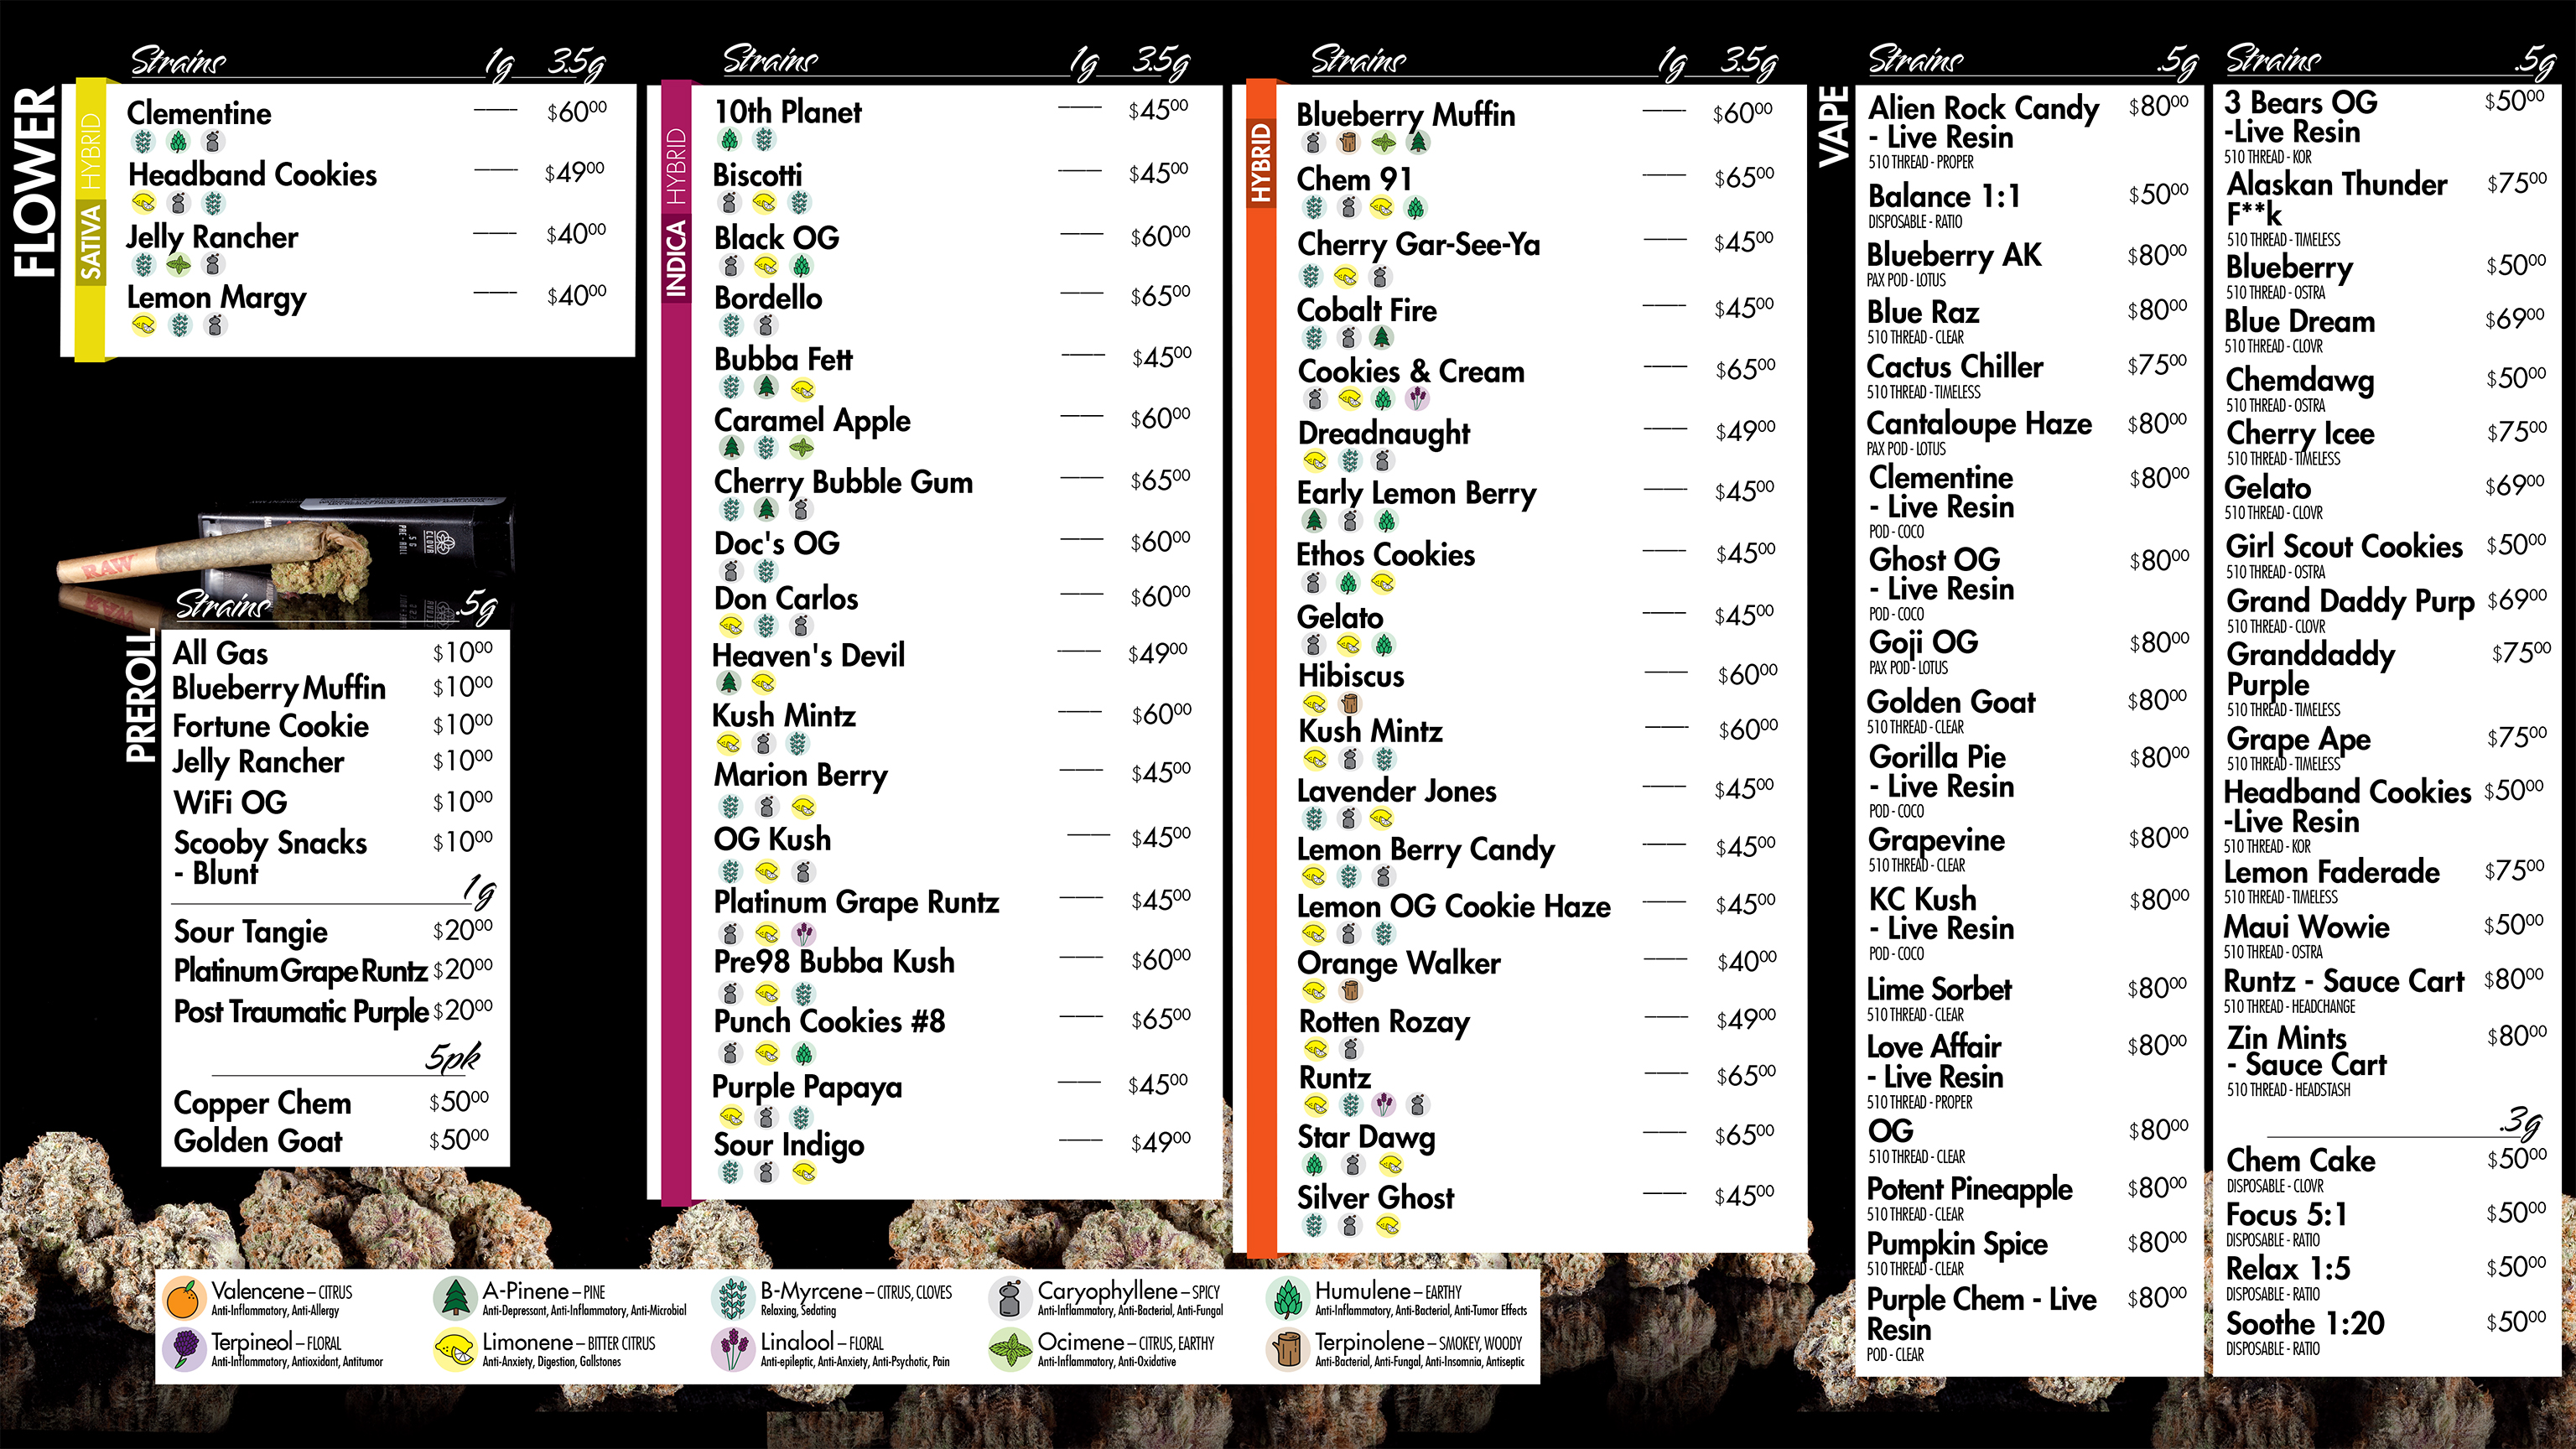 FLOWER
Strains 1g 3.5g
SATIVA HYBRID
Clementine —— $60.00
Headband Cookies —— $49.00
Jelly Rancher —— $40.00
Lemon Margy —— $40.00
RAW
CLOVR
PREROLL
Strains .5g
All Gas $10.00
Blueberry Muffin $10.00
Fortune Cookie $10.00
Jelly Rancher $10.00
WiFi OG $10.00
Scooby Snacks $10.00
- Blunt
1g
Sour Tangie $20.00
Platinum Grape Runtz $20.00
Post Traumatic Purple $20.00
5pk
Copper Chem $50.00
Golden Goat $50.00
Strains 1g 3.5g
INDICA HYBRID
10th Planet —— $45.00
Biscotti —— $45.00
Black OG —— $60.00
Bordello —— $65.00
Bubba Fett —— $45.00
Caramel Apple —— $60.00
Cherry Bubble Gum —— $65.00
Doc's OG —— $60.00
Don Carlos —— $60.00
Heaven's Devil —— $49.00
Kush Mintz —— $60.00
Marion Berry —— $45.00
OG Kush —— $45.00
Platinum Grape Runtz —— $45.00
Pre98 Bubba Kush —— $60.00
Punch Cookies #8 —— $65.00
Purple Papaya —— $45.00
Sour Indigo —— $49.00
Strains 1g 3.5g
HYBRID
Blueberry Muffin —— $60.00
Chem 91 —— $65.00
Cherry Gar-See-Ya —— $45.00
Cobalt Fire —— $45.00
Cookies & Cream —— $65.00
Dreadnaught —— $49.00
Early Lemon Berry —— $45.00
Ethos Cookies —— $45.00
Gelato —— $45.00
Hibiscus —— $60.00
Kush Mintz —— $60.00
Lavender Jones —— $45.00
Lemon Berry Candy —— $45.00
Lemon OG Cookie Haze —— $45.00
Orange Walker —— $40.00
Rotten Rozay —— $49.00
Runtz —— $65.00
Star Dawg —— $65.00
Silver Ghost —— $45.00
VAPE
Strains .5g
Alien Rock Candy $80.00
- Live Resin
510 THREAD - PROPER
Balance 1:1 $50.00
DISPOSABLE - RATIO
Blueberry AK $80.00
PAX POD - LOTUS
Blue Raz $80.00
510 THREAD - CLEAR
Cactus Chiller $75.00
510 THREAD - TIMELESS
Cantaloupe Haze $80.00
PAX POD - LOTUS
Clementine $80.00
- Live Resin
POD - COCO
Ghost OG $80.00
- Live Resin
POD - COCO
Goji OG $80.00
PAX POD - LOTUS
Golden Goat $80.00
510 THREAD - CLEAR
Gorilla Pie $80.00
- Live Resin
POD - COCO
Grapevine $80.00
510 THREAD - CLEAR
KC Kush $80.00
- Live Resin
POD - COCO
Lime Sorbet $80.00
510 THREAD - CLEAR
Love Affair $80.00
- Live Resin
510 THREAD - PROPER
OG $80.00
510 THREAD - CLEAR
Potent Pineapple $80.00
510 THREAD - CLEAR
Pumpkin Spice $80.00
510 THREAD - CLEAR
Purple Chem - Live $80.00
Resin
POD - CLEAR
Strains .5g
3 Bears OG $50.00
-Live Resin
510 THREAD - KOR
Alaskan Thunder $75.00
F**k
510 THREAD - TIMELESS
Blueberry $50.00
510 THREAD - OSTRA
Blue Dream $69.00
510 THREAD - CLOVR
Chemdawg $50.00
510 THREAD - OSTRA
Cherry Icee $75.00
510 THREAD - TIMELESS
Gelato $69.00
510 THREAD - CLOVR
Girl Scout Cookies $50.00
510 THREAD - OSTRA
Grand Daddy Purp $69.00
510 THREAD - CLOVR
Granddaddy $75.00
Purple
510 THREAD - TIMELESS
Grape Ape $75.00
510 THREAD - TIMELESS
Headband Cookies $50.00
-Live Resin
510 THREAD - KOR
Lemon Faderade $75.00
510 THREAD - TIMELESS
Maui Wowie $50.00
510 THREAD - OSTRA
Runtz - Sauce Cart $80.00
510 THREAD - HEADCHANGE
Zin Mints $80.00
- Sauce Cart
510 THREAD - HEADSTASH
.3g
Chem Cake $50.00
DISPOSABLE - CLOVR
Focus 5:1 $50.00
DISPOSABLE - RATIO
Relax 1:5 $50.00
DISPOSABLE - RATIO
Soothe 1:20 $50.00
DISPOSABLE - RATIO
Valencene – CITRUS
Anti-Inflammatory, Anti-Allergy
A-Pinene – PINE
Anti-Depressant, Anti-Inflammatory, Anti-Microbial
B-Myrcene – CITRUS, CLOVES
Relaxing, Sedating
Caryophyllene – SPICY
Anti-Inflammatory, Anti-Bacterial, Anti-Fungal
Humulene – EARTHY
Anti-Inflammatory, Anti-Bacterial, Anti-Tumor Effects
Terpineol – FLORAL
Anti-Inflammatory, Antioxidant, Antitumor
Limonene – BITTER CITRUS
Anti-Anxiety, Digestion, Gallstones
Linalool – FLORAL
Anti-epileptic, Anti-Anxiety, Anti-Psychotic, Pain
Ocimene – CITRUS, EARTHY
Anti-Inflammatory, Anti-Oxidative
Terpinolene – SMOKEY, WOODY
Anti-Bacterial, Anti-Fungal, Anti-Insomnia, Antiseptic